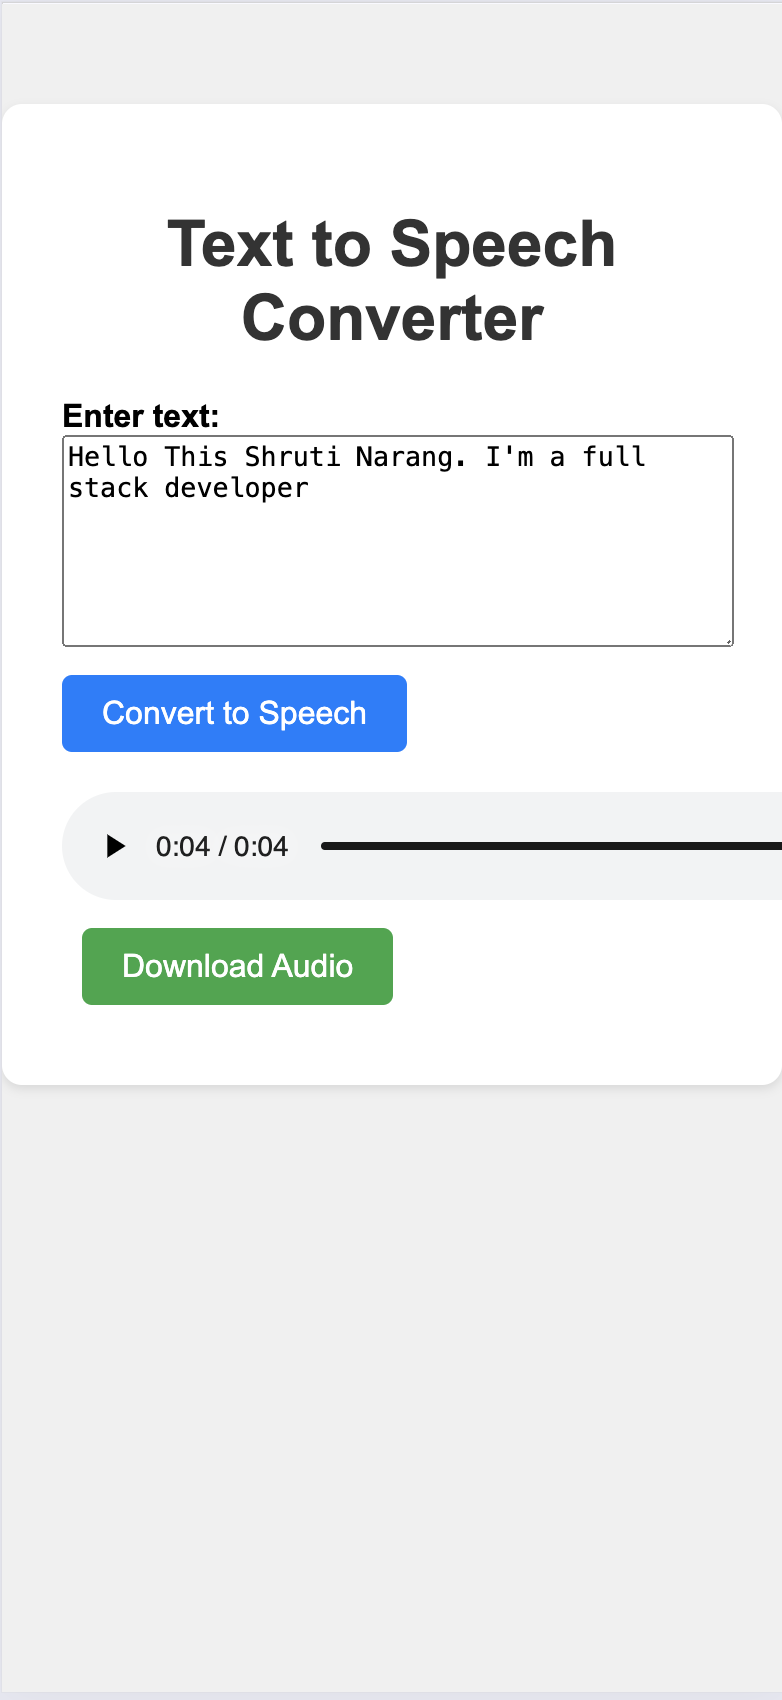 Text to Speech
Converter
Enter text:
Hello This Shruti Narang. I'm a full
stack developer
Convert to Speech
0:04 / 0:04
Download Audio